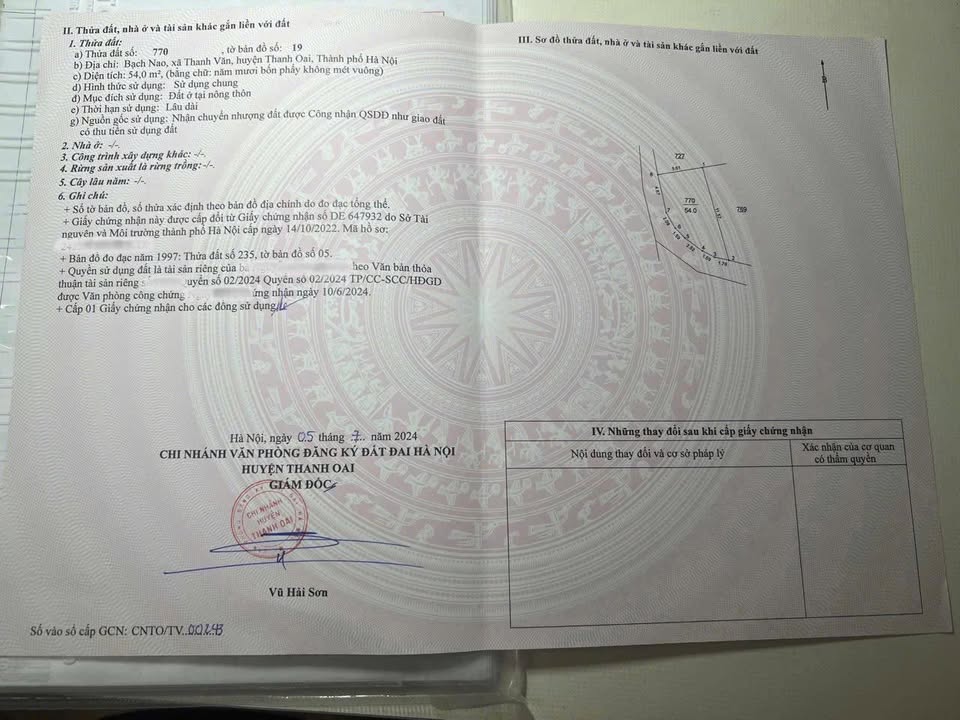 II. Thửa đất, nhà ở và tài sản khác gắn liền với đất
1. Thửa đất:
a) Thửa đất số: 770 , tờ bản đồ số: 19
b) Địa chỉ: Bạch Nao, xã Thanh Văn, huyện Thanh Oai, Thành phố Hà Nội
c) Diện tích: 54,0 m², (bằng chữ: năm mươi bốn phẩy không mét vuông)
d) Hình thức sử dụng: Sử dụng chung
đ) Mục đích sử dụng: Đất ở tại nông thôn
e) Thời hạn sử dụng: Lâu dài
g) Nguồn gốc sử dụng: Nhận chuyển nhượng đất được Công nhận QSDĐ như giao đất
có thu tiền sử dụng đất
2. Nhà ở: -/-.
3. Công trình xây dựng khác: -/-.
4. Rừng sản xuất là rừng trồng: -/-.
5. Cây lâu năm: -/-.
6. Ghi chú:
+ Số tờ bản đồ, số thửa xác định theo bản đồ địa chính do đo đạc tổng thể.
+ Giấy chứng nhận này được cấp đổi từ Giấy chứng nhận số DE 647932 do Sở Tài
nguyên và Môi trường thành phố Hà Nội cấp ngày 14/10/2022. Mã hồ sơ:
24
+ Bản đồ đo đạc năm 1997: Thửa đất số 235, tờ bản đồ số 05.
+ Quyền sử dụng đất là tài sản riêng của bà heo Văn bản thỏa
thuận tài sản riêng s uyển số 02/2024 Quyển số 02/2024 TP/CC-SCC/HĐGD
được Văn phòng công chứng ứng nhận ngày 10/6/2024.
+ Cấp 01 Giấy chứng nhận cho các đồng sử dụng
Hà Nội, ngày 05 tháng 7 năm 2024
CHI NHÁNH VĂN PHÒNG ĐĂNG KÝ ĐẤT ĐAI HÀ NỘI
HUYỆN THANH OAI
GIÁM ĐỐC
CHI NHÁNH
HUYỆN
THANH OAI
Vũ Hải Sơn
Số vào sổ cấp GCN: CNTO/TV..00243
III. Sơ đồ thửa đất, nhà ở và tài sản khác gắn liền với đất
B
727
770
54.0
769
IV. Những thay đổi sau khi cấp giấy chứng nhận
Nội dung thay đổi và cơ sở pháp lý
Xác nhận của cơ quan
có thẩm quyền